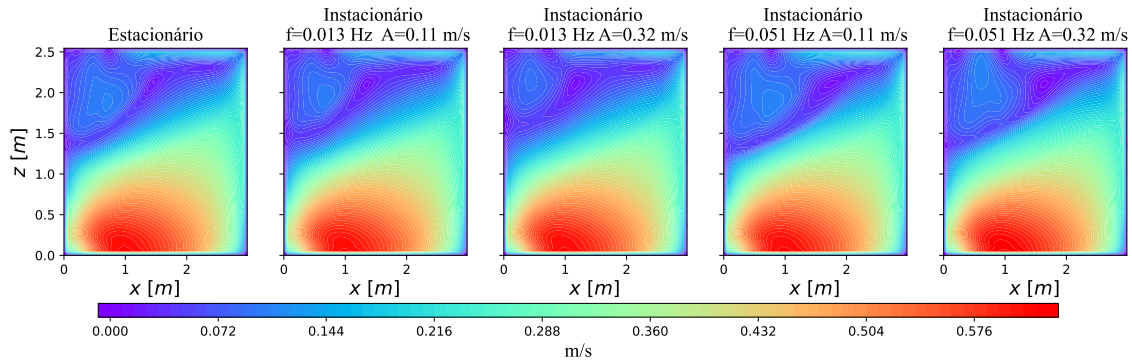 Estacionário
Instacionário
f=0.013 Hz  A=0.11 m/s
Instacionário
f=0.013 Hz A=0.32 m/s
Instacionário
f=0.051 Hz A=0.11 m/s
Instacionário
f=0.051 Hz A=0.32 m/s
z [m]
2.5
2.0
1.5
1.0
0.5
0.0
0 1 2
0 1 2
0 1 2
0 1 2
0 1 2
x [m]
x [m]
x [m]
x [m]
x [m]
0.000 0.072 0.144 0.216 0.288 0.360 0.432 0.504 0.576
m/s